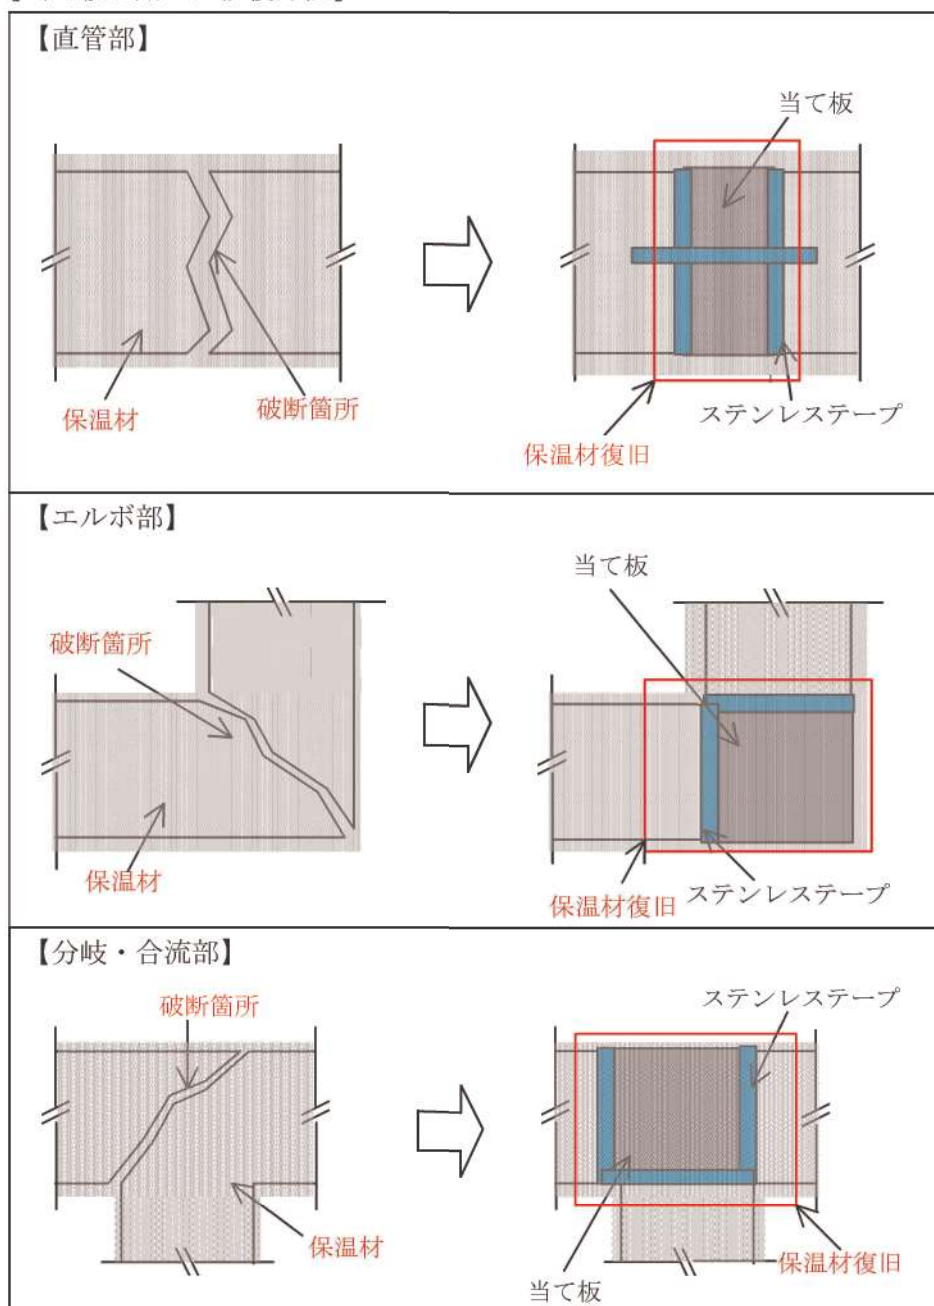 【直管部】
当て板
保温材
破断箇所
ステンレステープ
保温材復旧
【エルボ部】
当て板
破断箇所
保温材
ステンレステープ
保温材復旧
【分岐・合流部】
破断箇所
ステンレステープ
保温材
保温材復旧
当て板